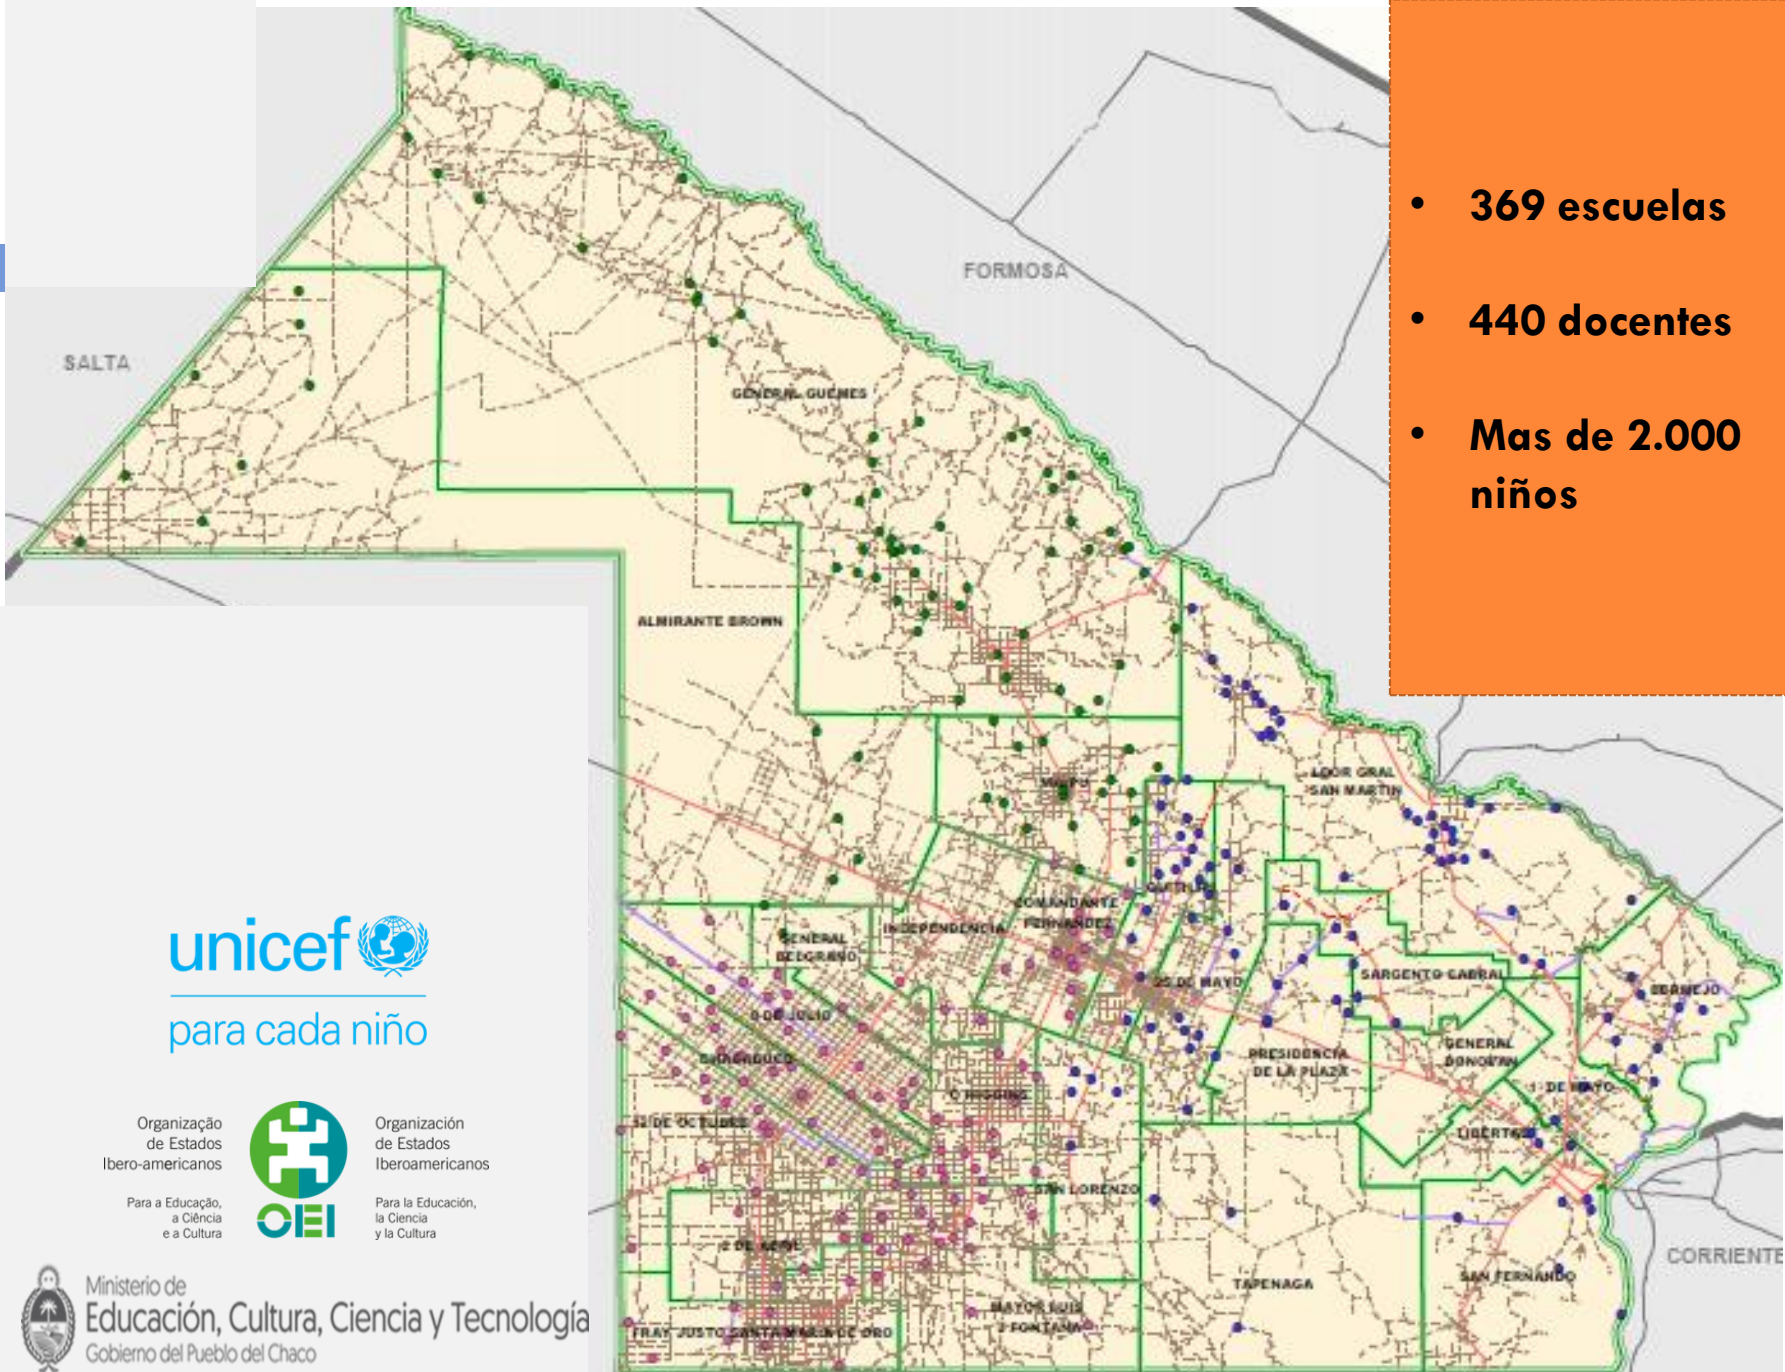 • 369 escuelas
• 440 docentes
• Mas de 2.000
niños
FORMOSA
SALTA
GENERAL GUEMES
ALMIRANTE BROWN
MAIPU
LDOR GRAL
SAN MARTIN
QUITILIPI
COMANDANTE
FERNANDEZ
INDEPENDENCIA
GENERAL
BELGRANO
25 DE MAYO
SARGENTO CABRAL
BERMEJO
9 DE JULIO
CHACABUCO
PRESIDENCIA
DE LA PLAZA
GENERAL
DONOVAN
1° DE MAYO
O HIGGINS
12 DE OCTUBRE
LIBERTAD
SAN LORENZO
2 DE ABRIL
TAPENAGA
SAN FERNANDO
CORRIENTE
MAYOR LUIS
J FONTANA
FRAY JUSTO SANTA MARIA DE ORO
unicef
para cada niño
Organização
de Estados
Ibero-americanos
Para a Educação,
a Ciência
e a Cultura
OEI
Organización
de Estados
Iberoamericanos
Para la Educación,
la Ciencia
y la Cultura
Ministerio de
Educación, Cultura, Ciencia y Tecnología
Gobierno del Pueblo del Chaco